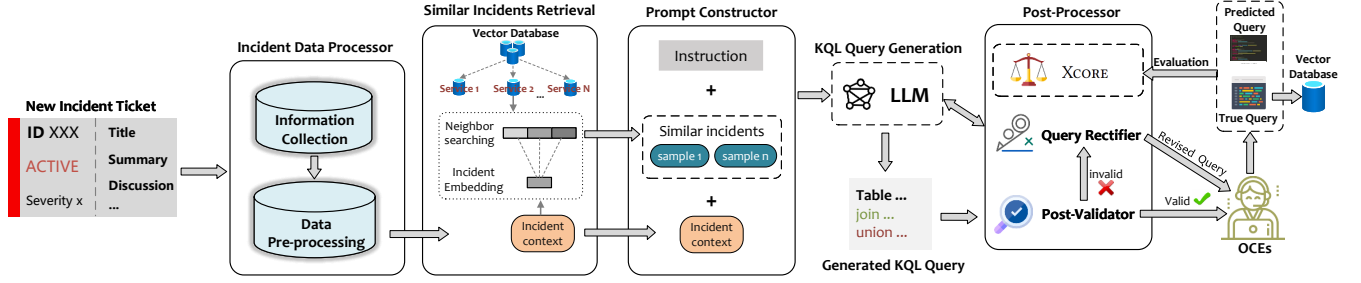 New Incident Ticket
ID XXX
ACTIVE
Severity x
Title
Summary
Discussion
...
Incident Data Processor
Information
Collection
Data
Pre-processing
Similar Incidents Retrieval
Vector Database
Service 1
Service 2
...
Service N
Neighbor
searching
Incident
Embedding
Incident
context
Prompt Constructor
Instruction
+
Similar incidents
sample 1
sample n
+
Incident
context
KQL Query Generation
LLM
Table ...
join ...
union ...
Generated KQL Query
Post-Processor
XCORE
Query Rectifier
invalid
Post-Validator
Evaluation
Revised Query
Valid
Predicted
Query
True Query
Vector
Database
OCEs